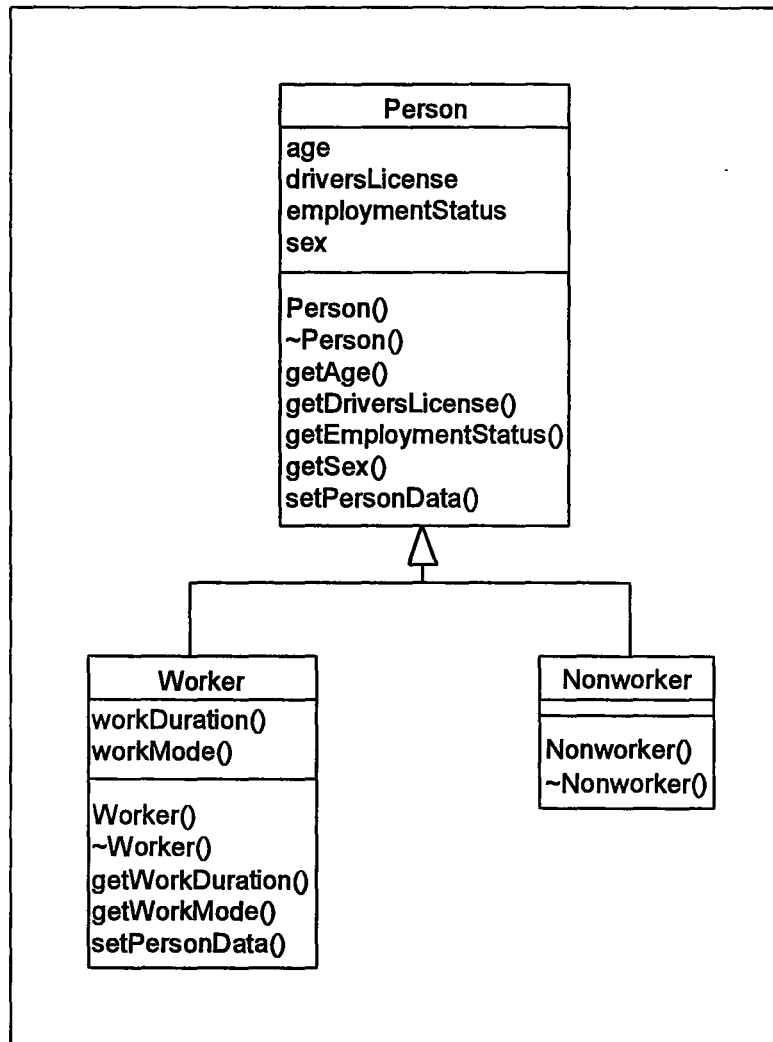 Person
age
driversLicense
employmentStatus
sex
Person()
~Person()
getAge()
getDriversLicense()
getEmploymentStatus()
getSex()
setPersonData()
Worker
workDuration()
workMode()
Worker()
~Worker()
getWorkDuration()
getWorkMode()
setPersonData()
Nonworker
Nonworker()
~Nonworker()